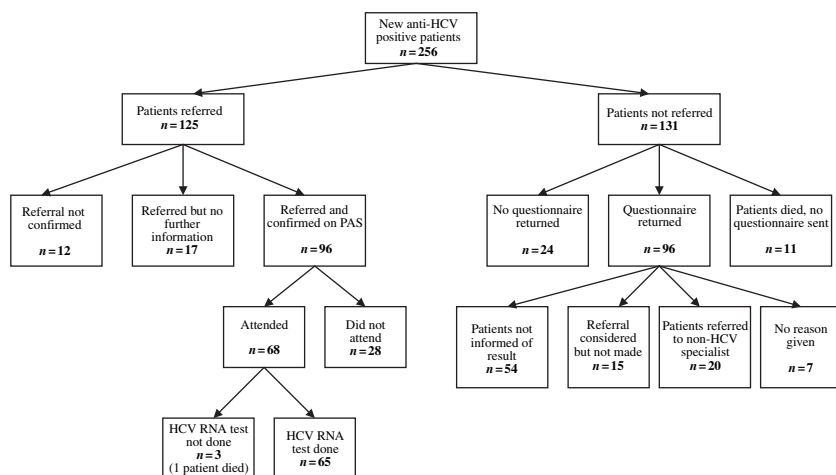 New anti-HCV
positive patients
n = 256
Patients referred
n = 125
Patients not referred
n = 131
Referral not
confirmed
n = 12
Referred but no
further
information
n = 17
Referred and
confirmed on PAS
n = 96
No questionnaire
returned
n = 24
Questionnaire
returned
n = 96
Patients died, no
questionnaire sent
n = 11
Attended
n = 68
Did not
attend
n = 28
Patients not
informed of
result
n = 54
Referral
considered
but not made
n = 15
Patients referred
to non-HCV
specialist
n = 20
No reason
given
n = 7
HCV RNA test
not done
n = 3
(1 patient died)
HCV RNA
test done
n = 65